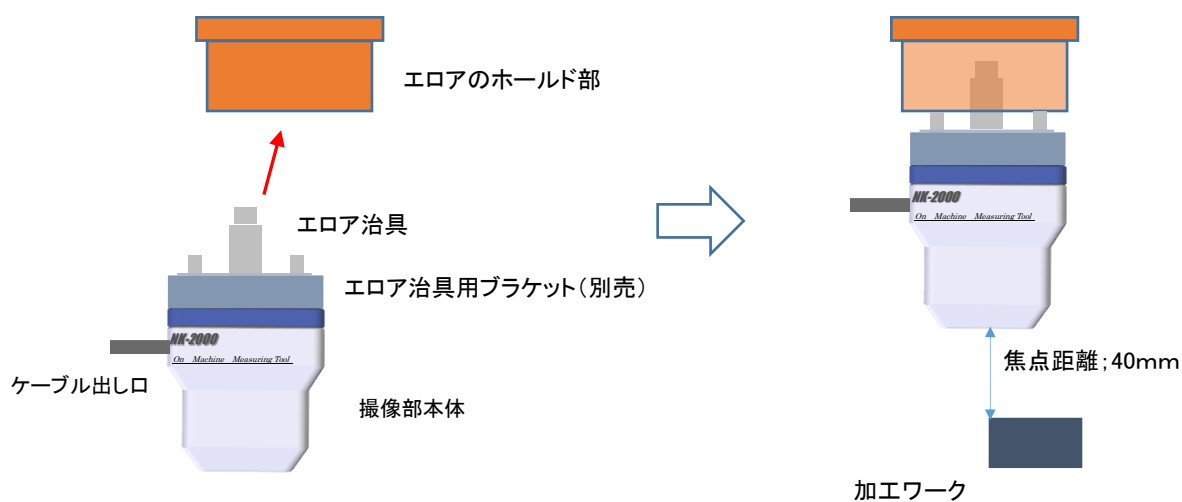 エロアのホールド部
エロア治具
エロア治具用ブラケット（別売）
NK-2000
On Machine Measuring Tool
ケーブル出し口
撮像部本体
NK-2000
On Machine Measuring Tool
焦点距離；40mm
加工ワーク